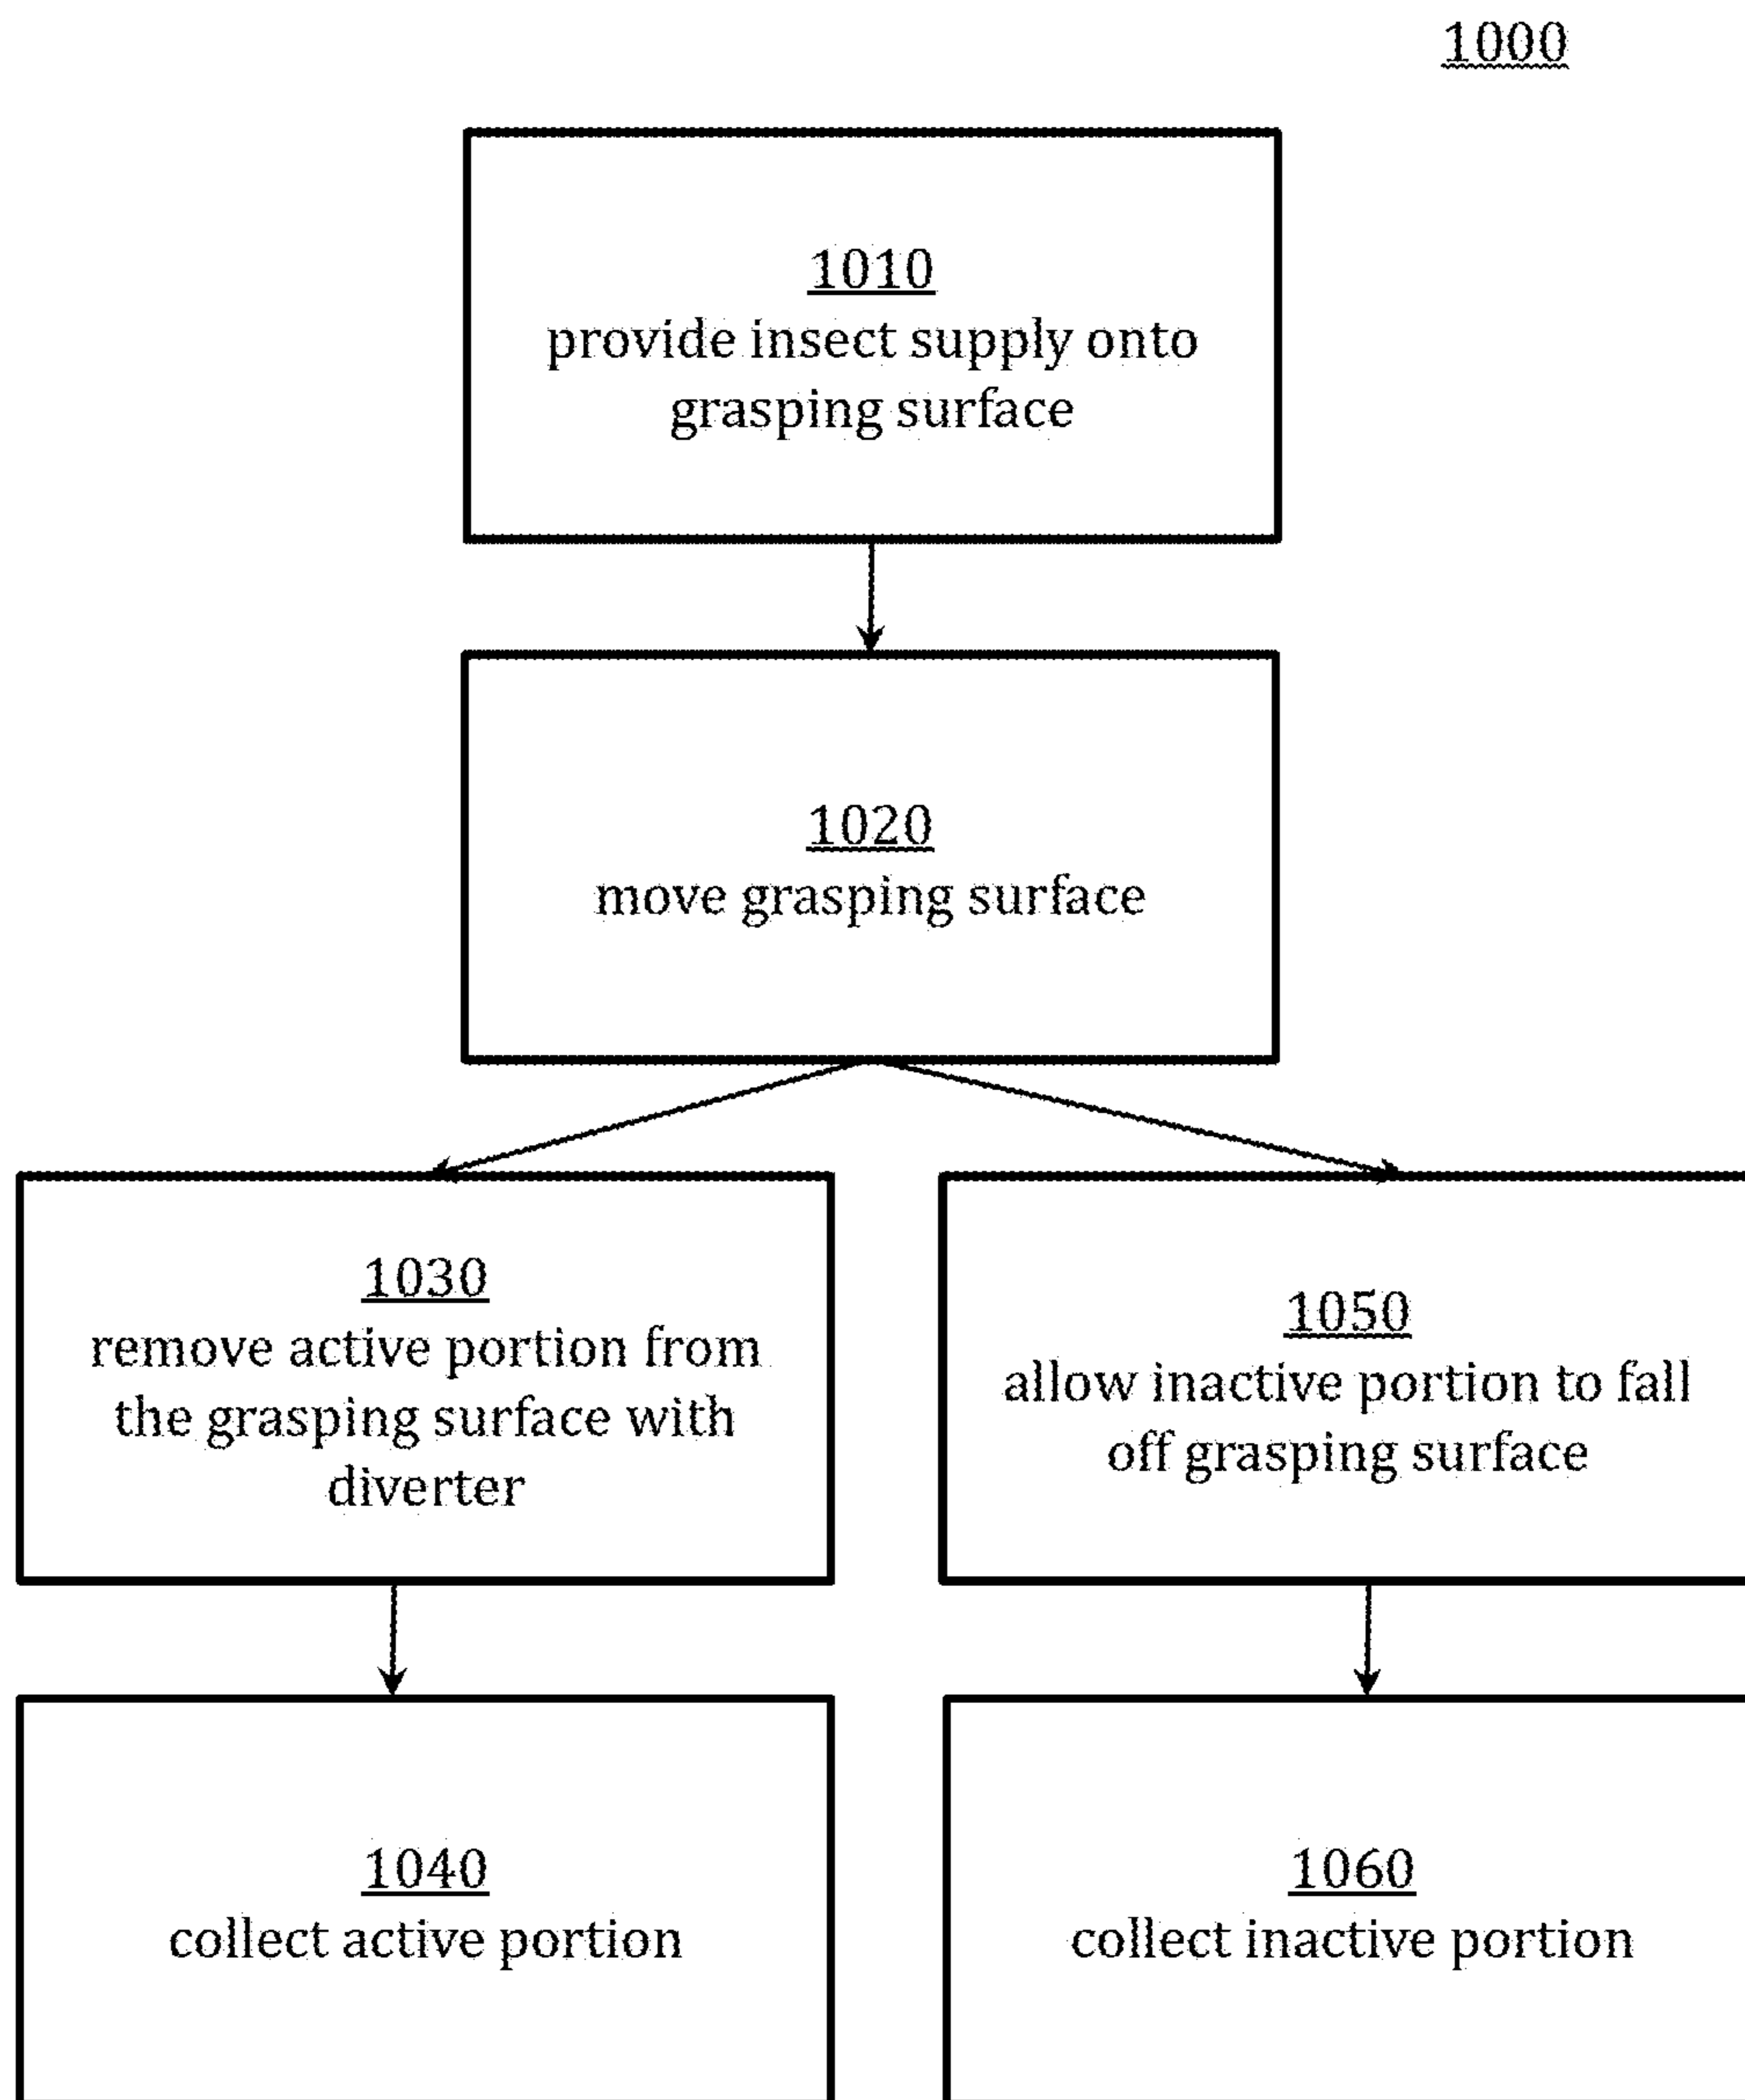 1000
1010
provide insect supply onto
grasping surface
1020
move grasping surface
1030
remove active portion from
the grasping surface with
diverter
1050
allow inactive portion to fall
off grasping surface
1040
collect active portion
1060
collect inactive portion